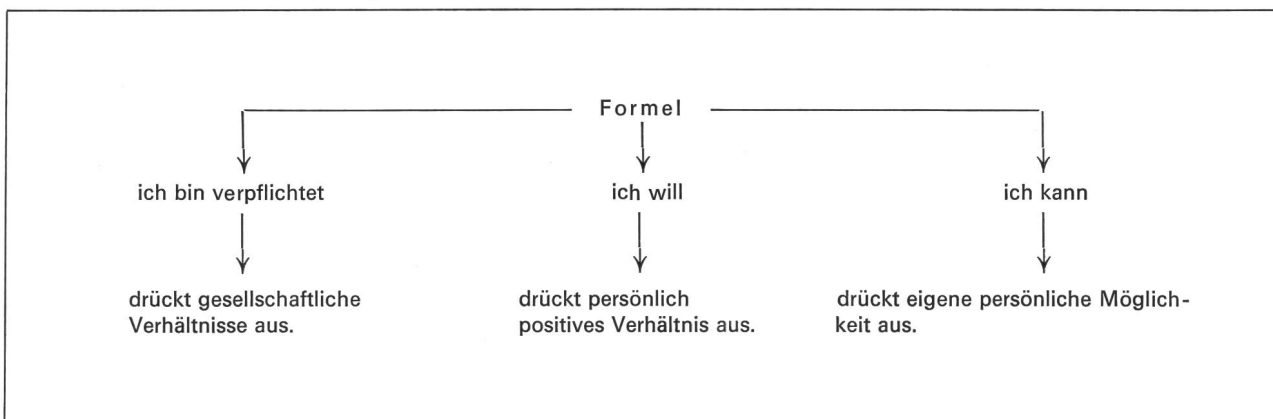 Formel
ich bin verpflichtet
ich will
ich kann
drückt gesellschaftliche
Verhältnisse aus.
drückt persönlich
positives Verhältnis aus.
drückt eigene persönliche Möglich-
keit aus.